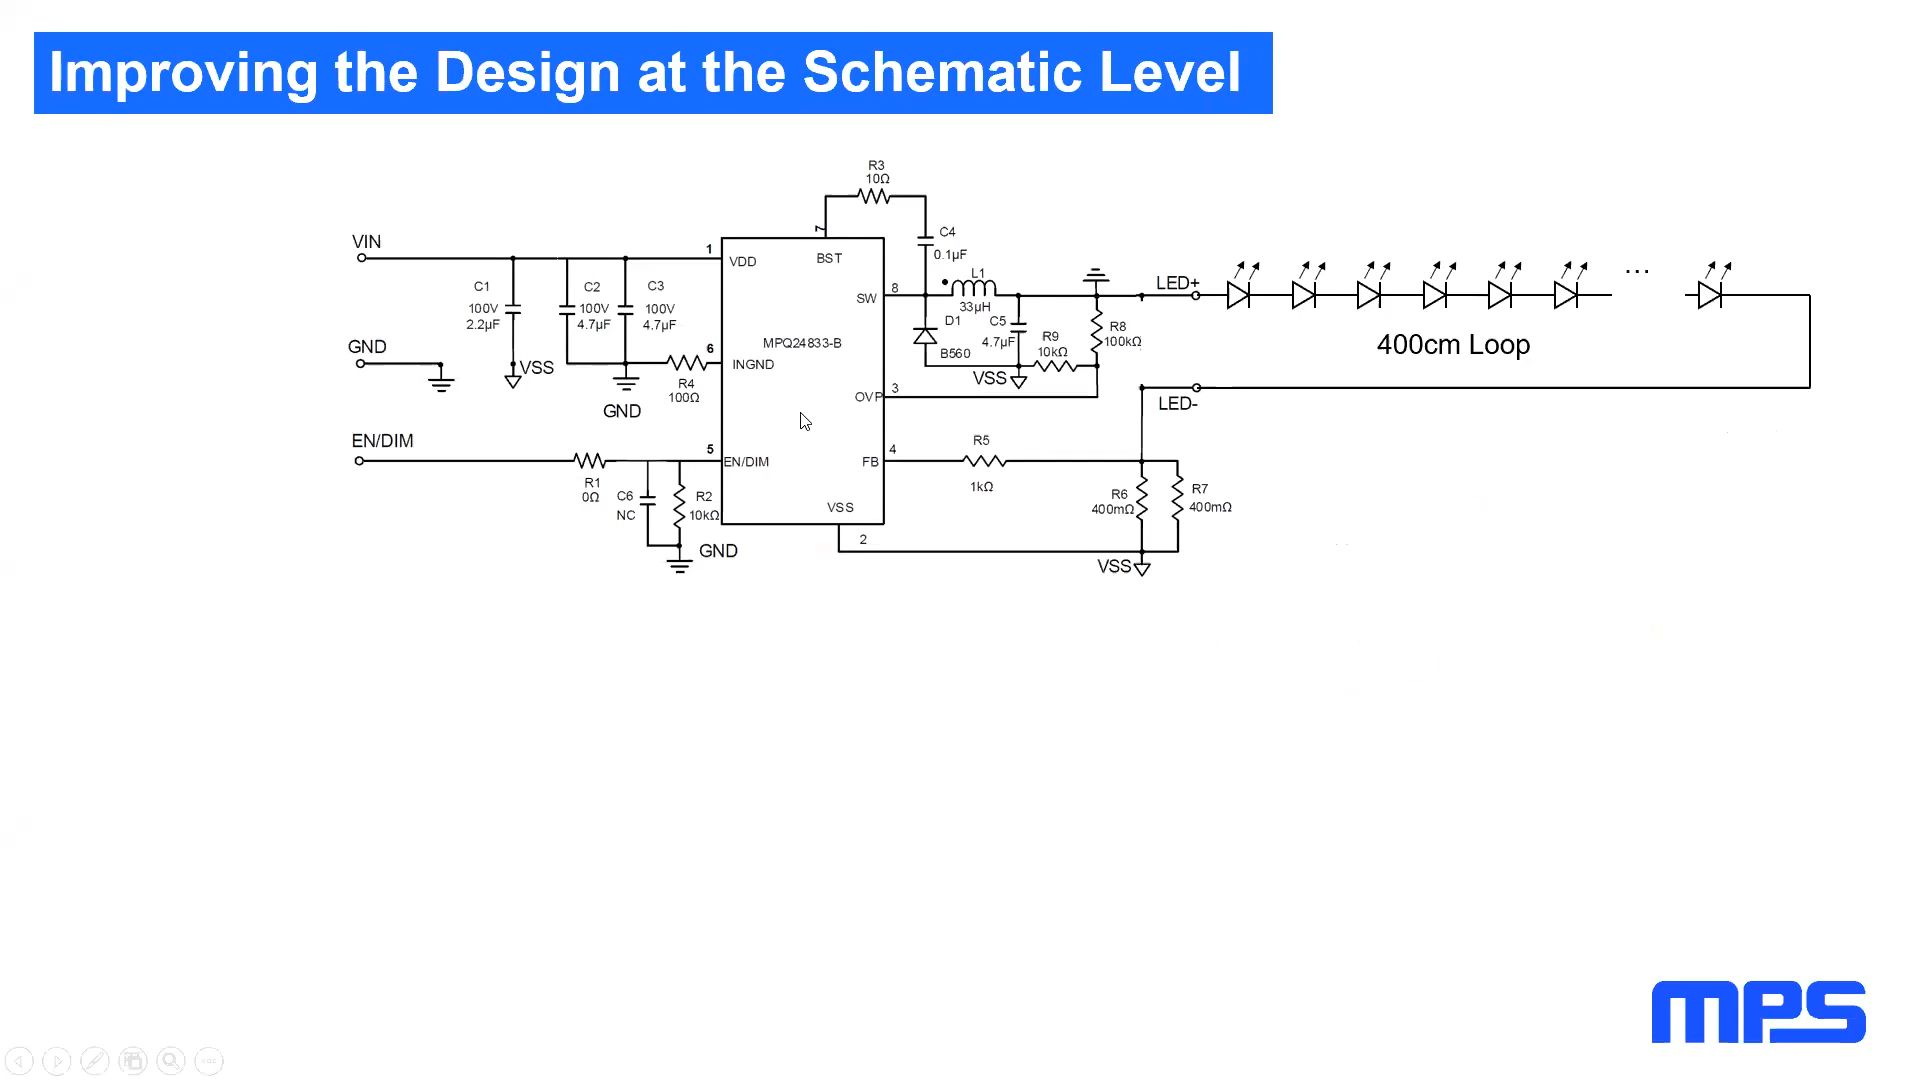 Improving the Design at the Schematic Level
R3
10Ω
VIN
1
VDD
7
BST
C4
0.1µF
C1
100V
2.2µF
C2
100V
4.7µF
C3
100V
4.7µF
SW
8
L1
33µH
LED+
...
D1
B560
C5
4.7µF
R9
10kΩ
R8
100kΩ
MPQ24833-B
400cm Loop
GND
VSS
6
INGND
R4
100Ω
GND
VSS
OVP
3
LED-
EN/DIM
5
EN/DIM
FB
4
R5
1kΩ
R1
0Ω
C6
NC
R2
10kΩ
R6
400mΩ
R7
400mΩ
VSS
2
GND
VSS
mPS